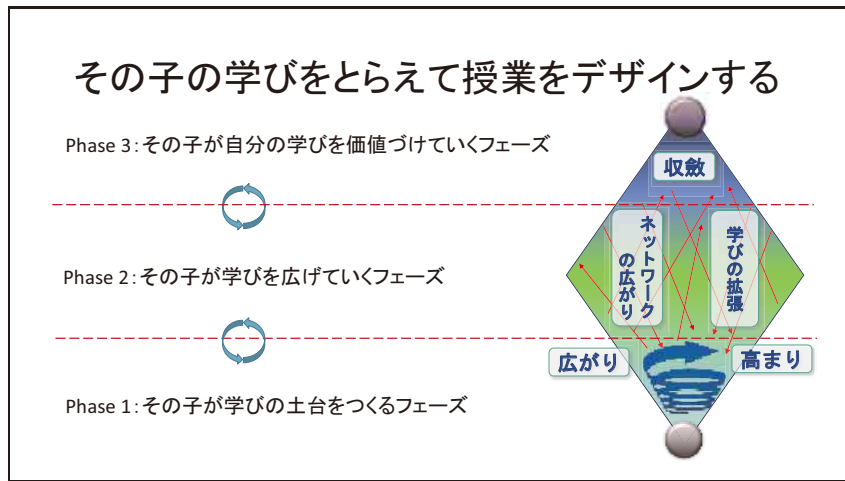 その子の学びをとらえて授業をデザインする
Phase 3：その子が自分の学びを価値づけていくフェーズ
収斂
ネットワーク
の広がり
学びの拡張
Phase 2：その子が学びを広げていくフェーズ
広がり
高まり
Phase 1：その子が学びの土台をつくるフェーズ